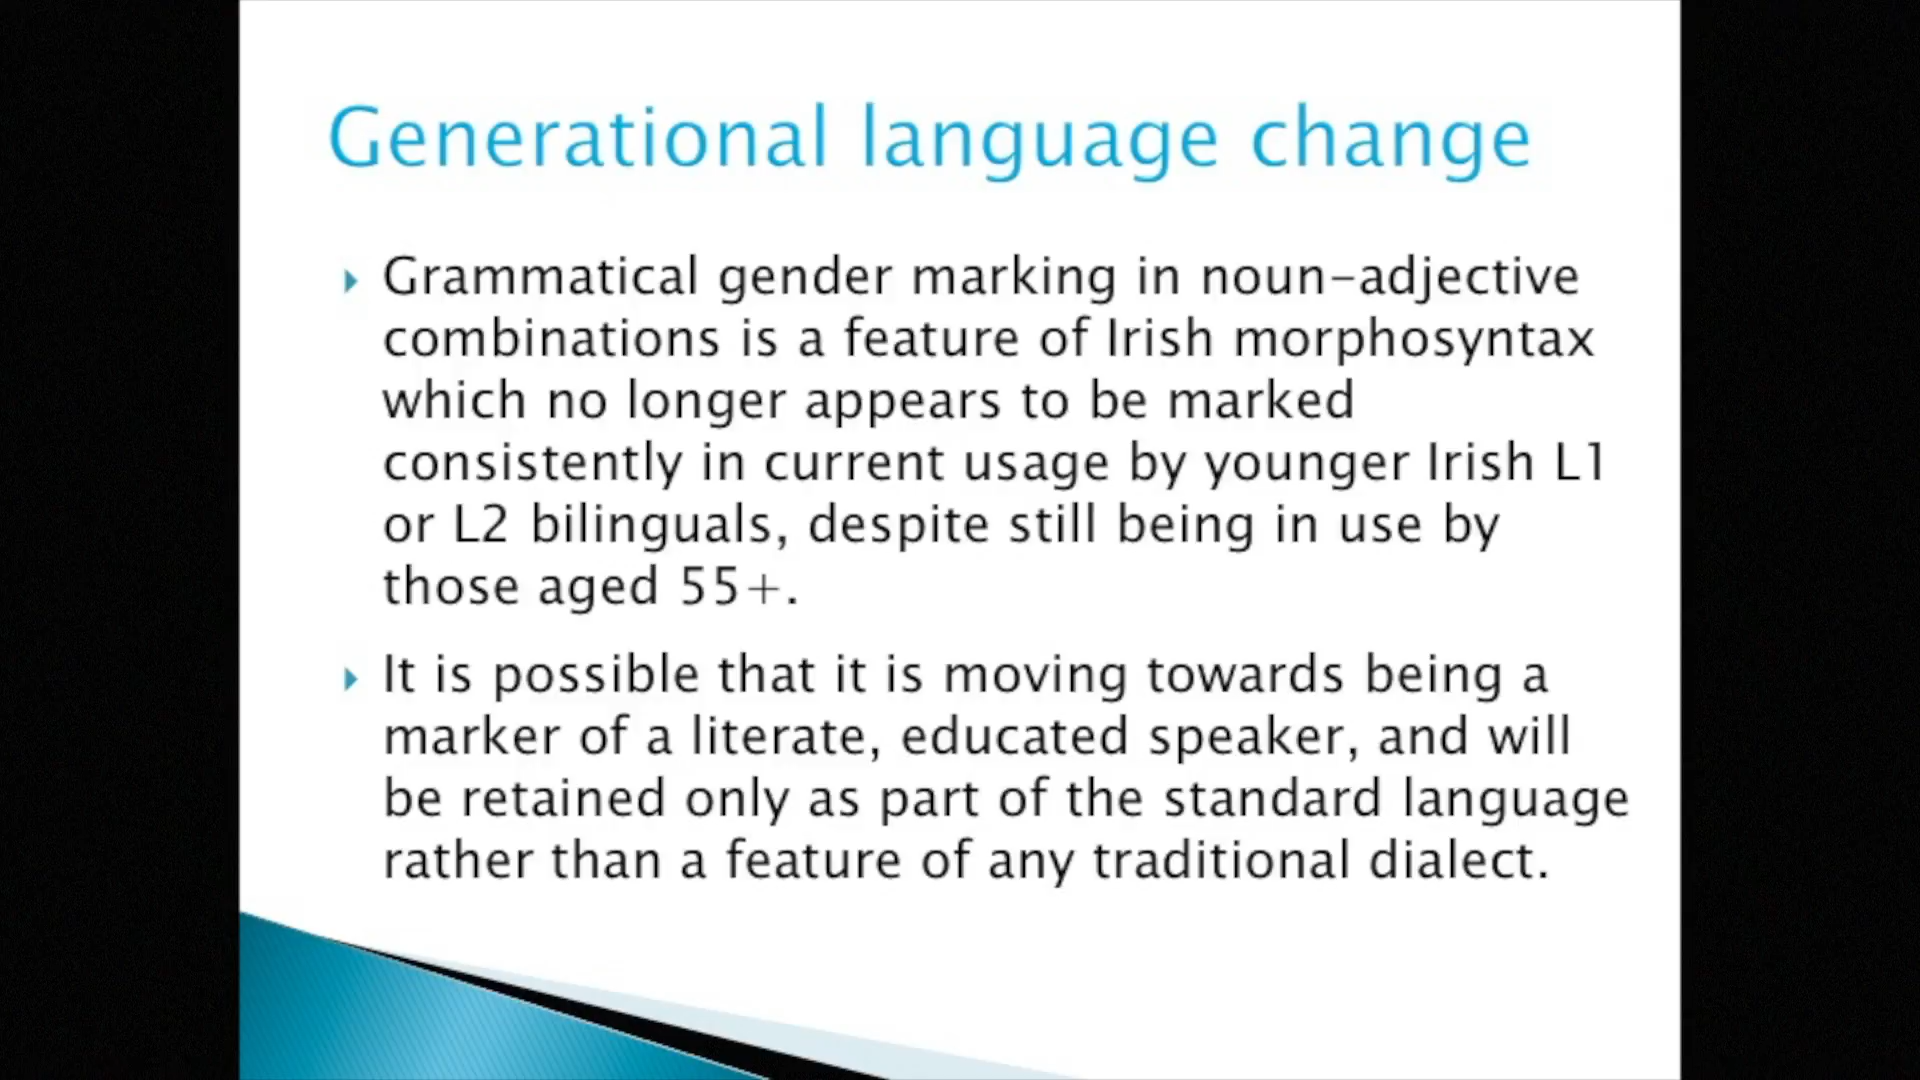 Generational language change
Grammatical gender marking in noun-adjective
combinations is a feature of Irish morphosyntax
which no longer appears to be marked
consistently in current usage by younger Irish L1
or L2 bilinguals, despite still being in use by
those aged 55+.
It is possible that it is moving towards being a
marker of a literate, educated speaker, and will
be retained only as part of the standard language
rather than a feature of any traditional dialect.